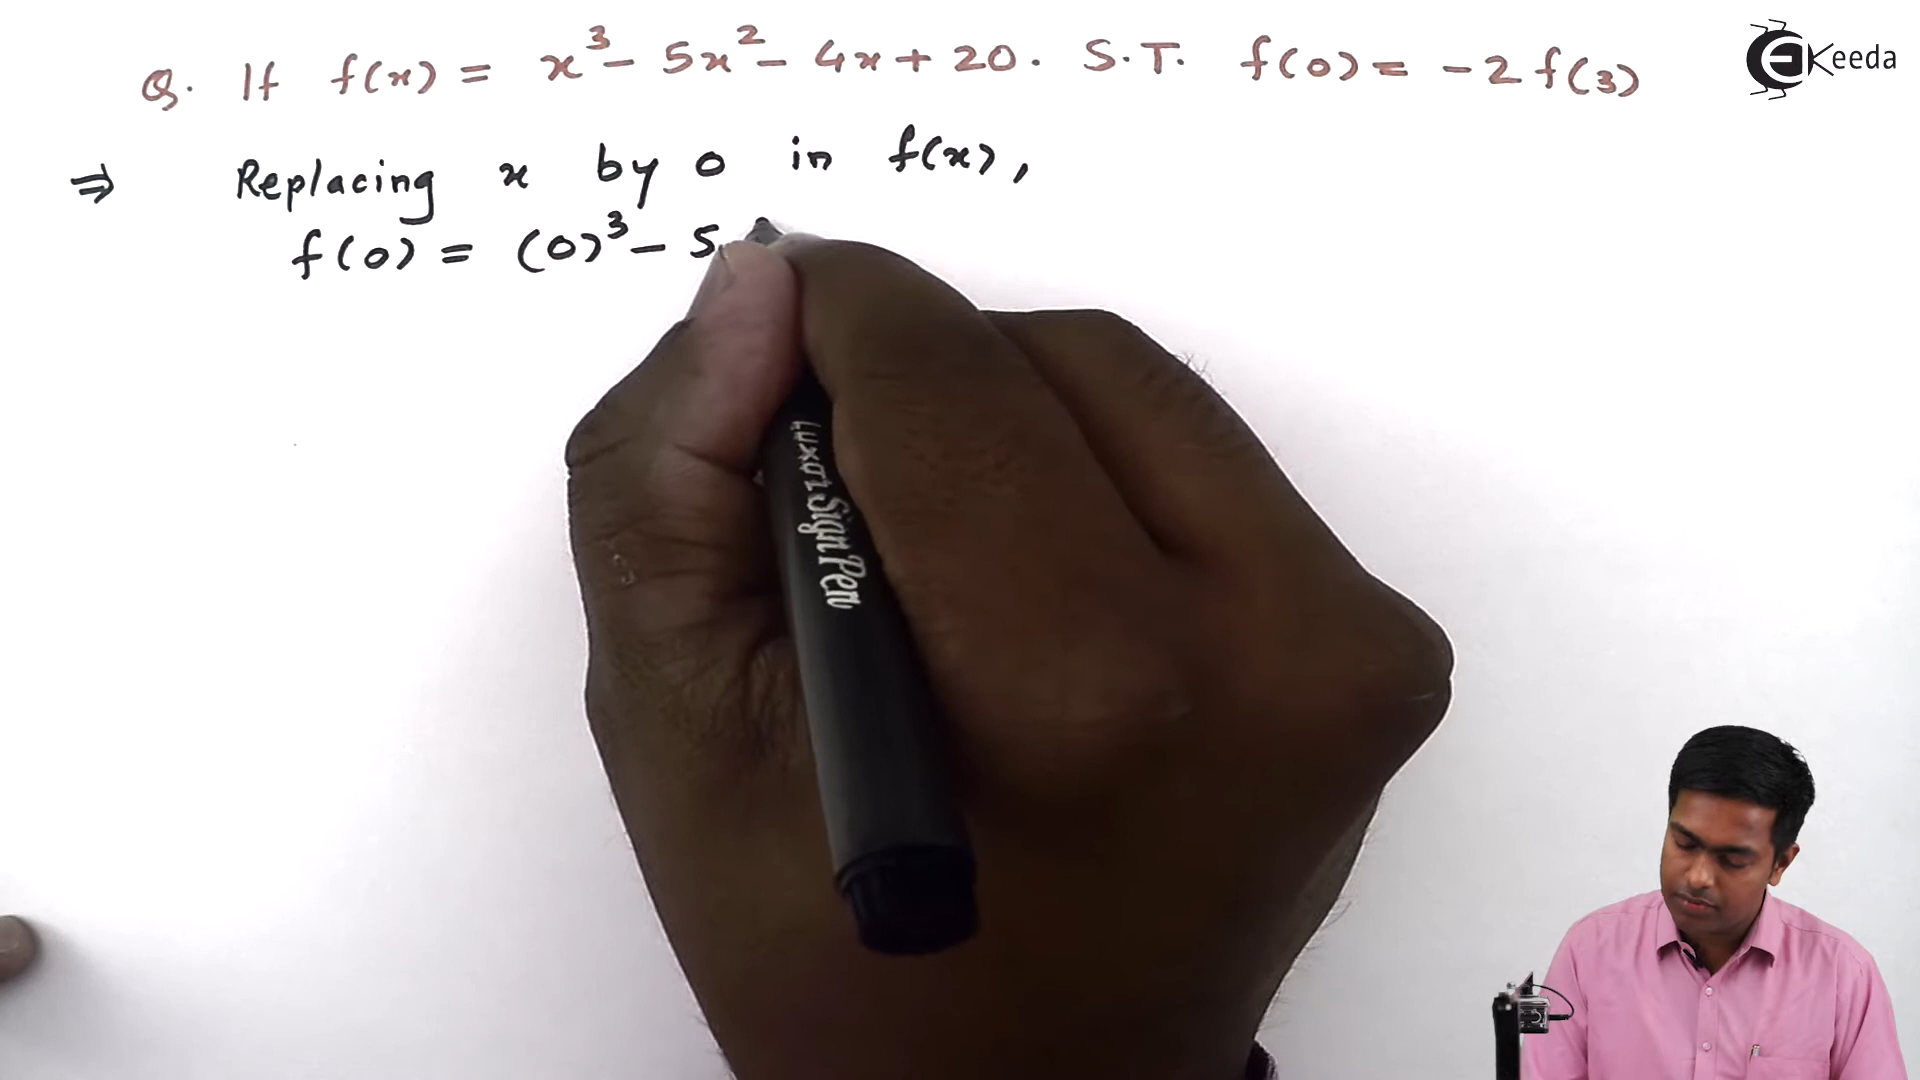 Q. If f(x) = x³ - 5x² - 4x + 20. S.T. f(0) = -2 f(3)
Keeda
⇒ Replacing x by 0 in f(x),
f(0) = (0)³ - 5
Luxor Sign Pen